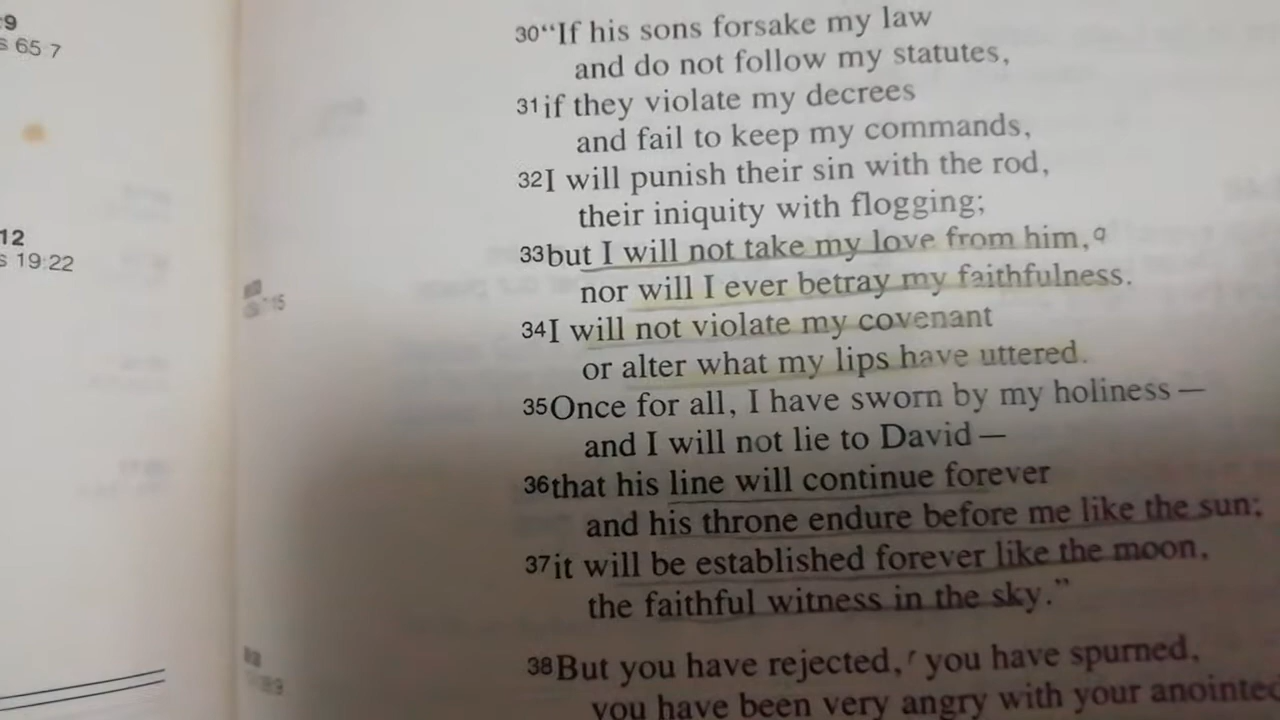 :9
s 65 7
12
s 19:22
30“If his sons forsake my law
and do not follow my statutes,
31if they violate my decrees
and fail to keep my commands,
32I will punish their sin with the rod,
their iniquity with flogging;
33but I will not take my love from him,q
nor will I ever betray my faithfulness.
34I will not violate my covenant
or alter what my lips have uttered.
35Once for all, I have sworn by my holiness—
and I will not lie to David—
36that his line will continue forever
and his throne endure before me like the sun;
37it will be established forever like the moon,
the faithful witness in the sky.”
38But you have rejected,r you have spurned,
you have been very angry with your anointed